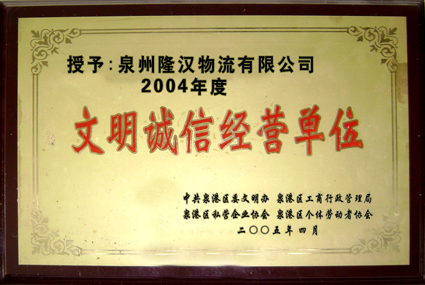 授予:泉州隆汉物流有限公司
2004年度
文明诚信经营单位
中共泉港区委文明办 泉港区工商行政管理局
泉港区私营企业协会 泉港区个体劳动者协会
二〇〇五年四月